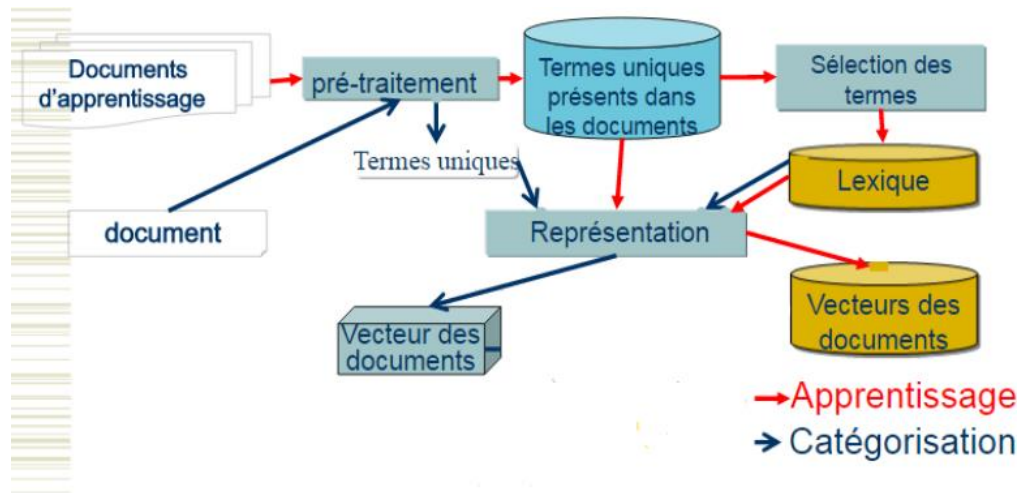 Documents
d'apprentissage
pré-traitement
Termes uniques
présents dans
les documents
Sélection des
termes
Termes uniques
Lexique
document
Représentation
Vecteur des
documents
Vecteurs des
documents
Apprentissage
Catégorisation